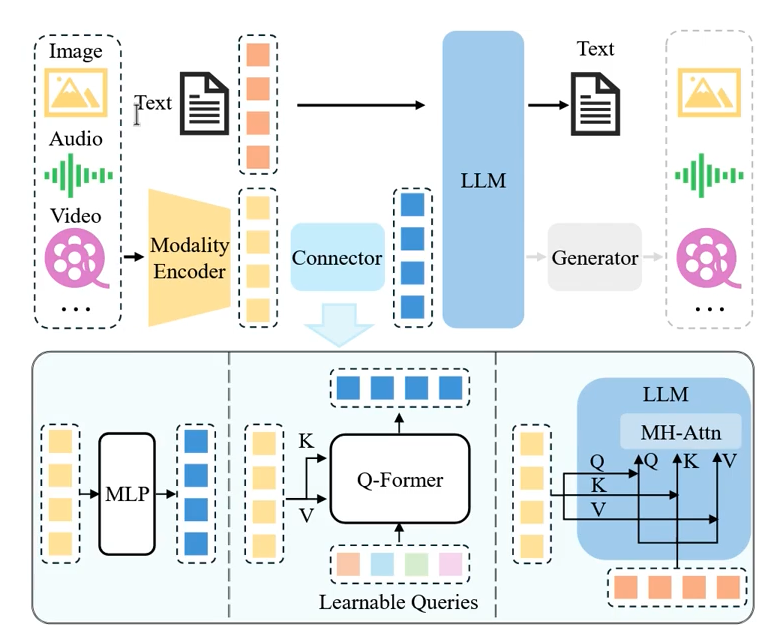 Image
Text
Text
Audio
LLM
Video
Modality
Encoder
Connector
Generator
...
...
LLM
MH-Attn
K
Q
Q
K
V
MLP
Q-Former
K
V
V
Learnable Queries